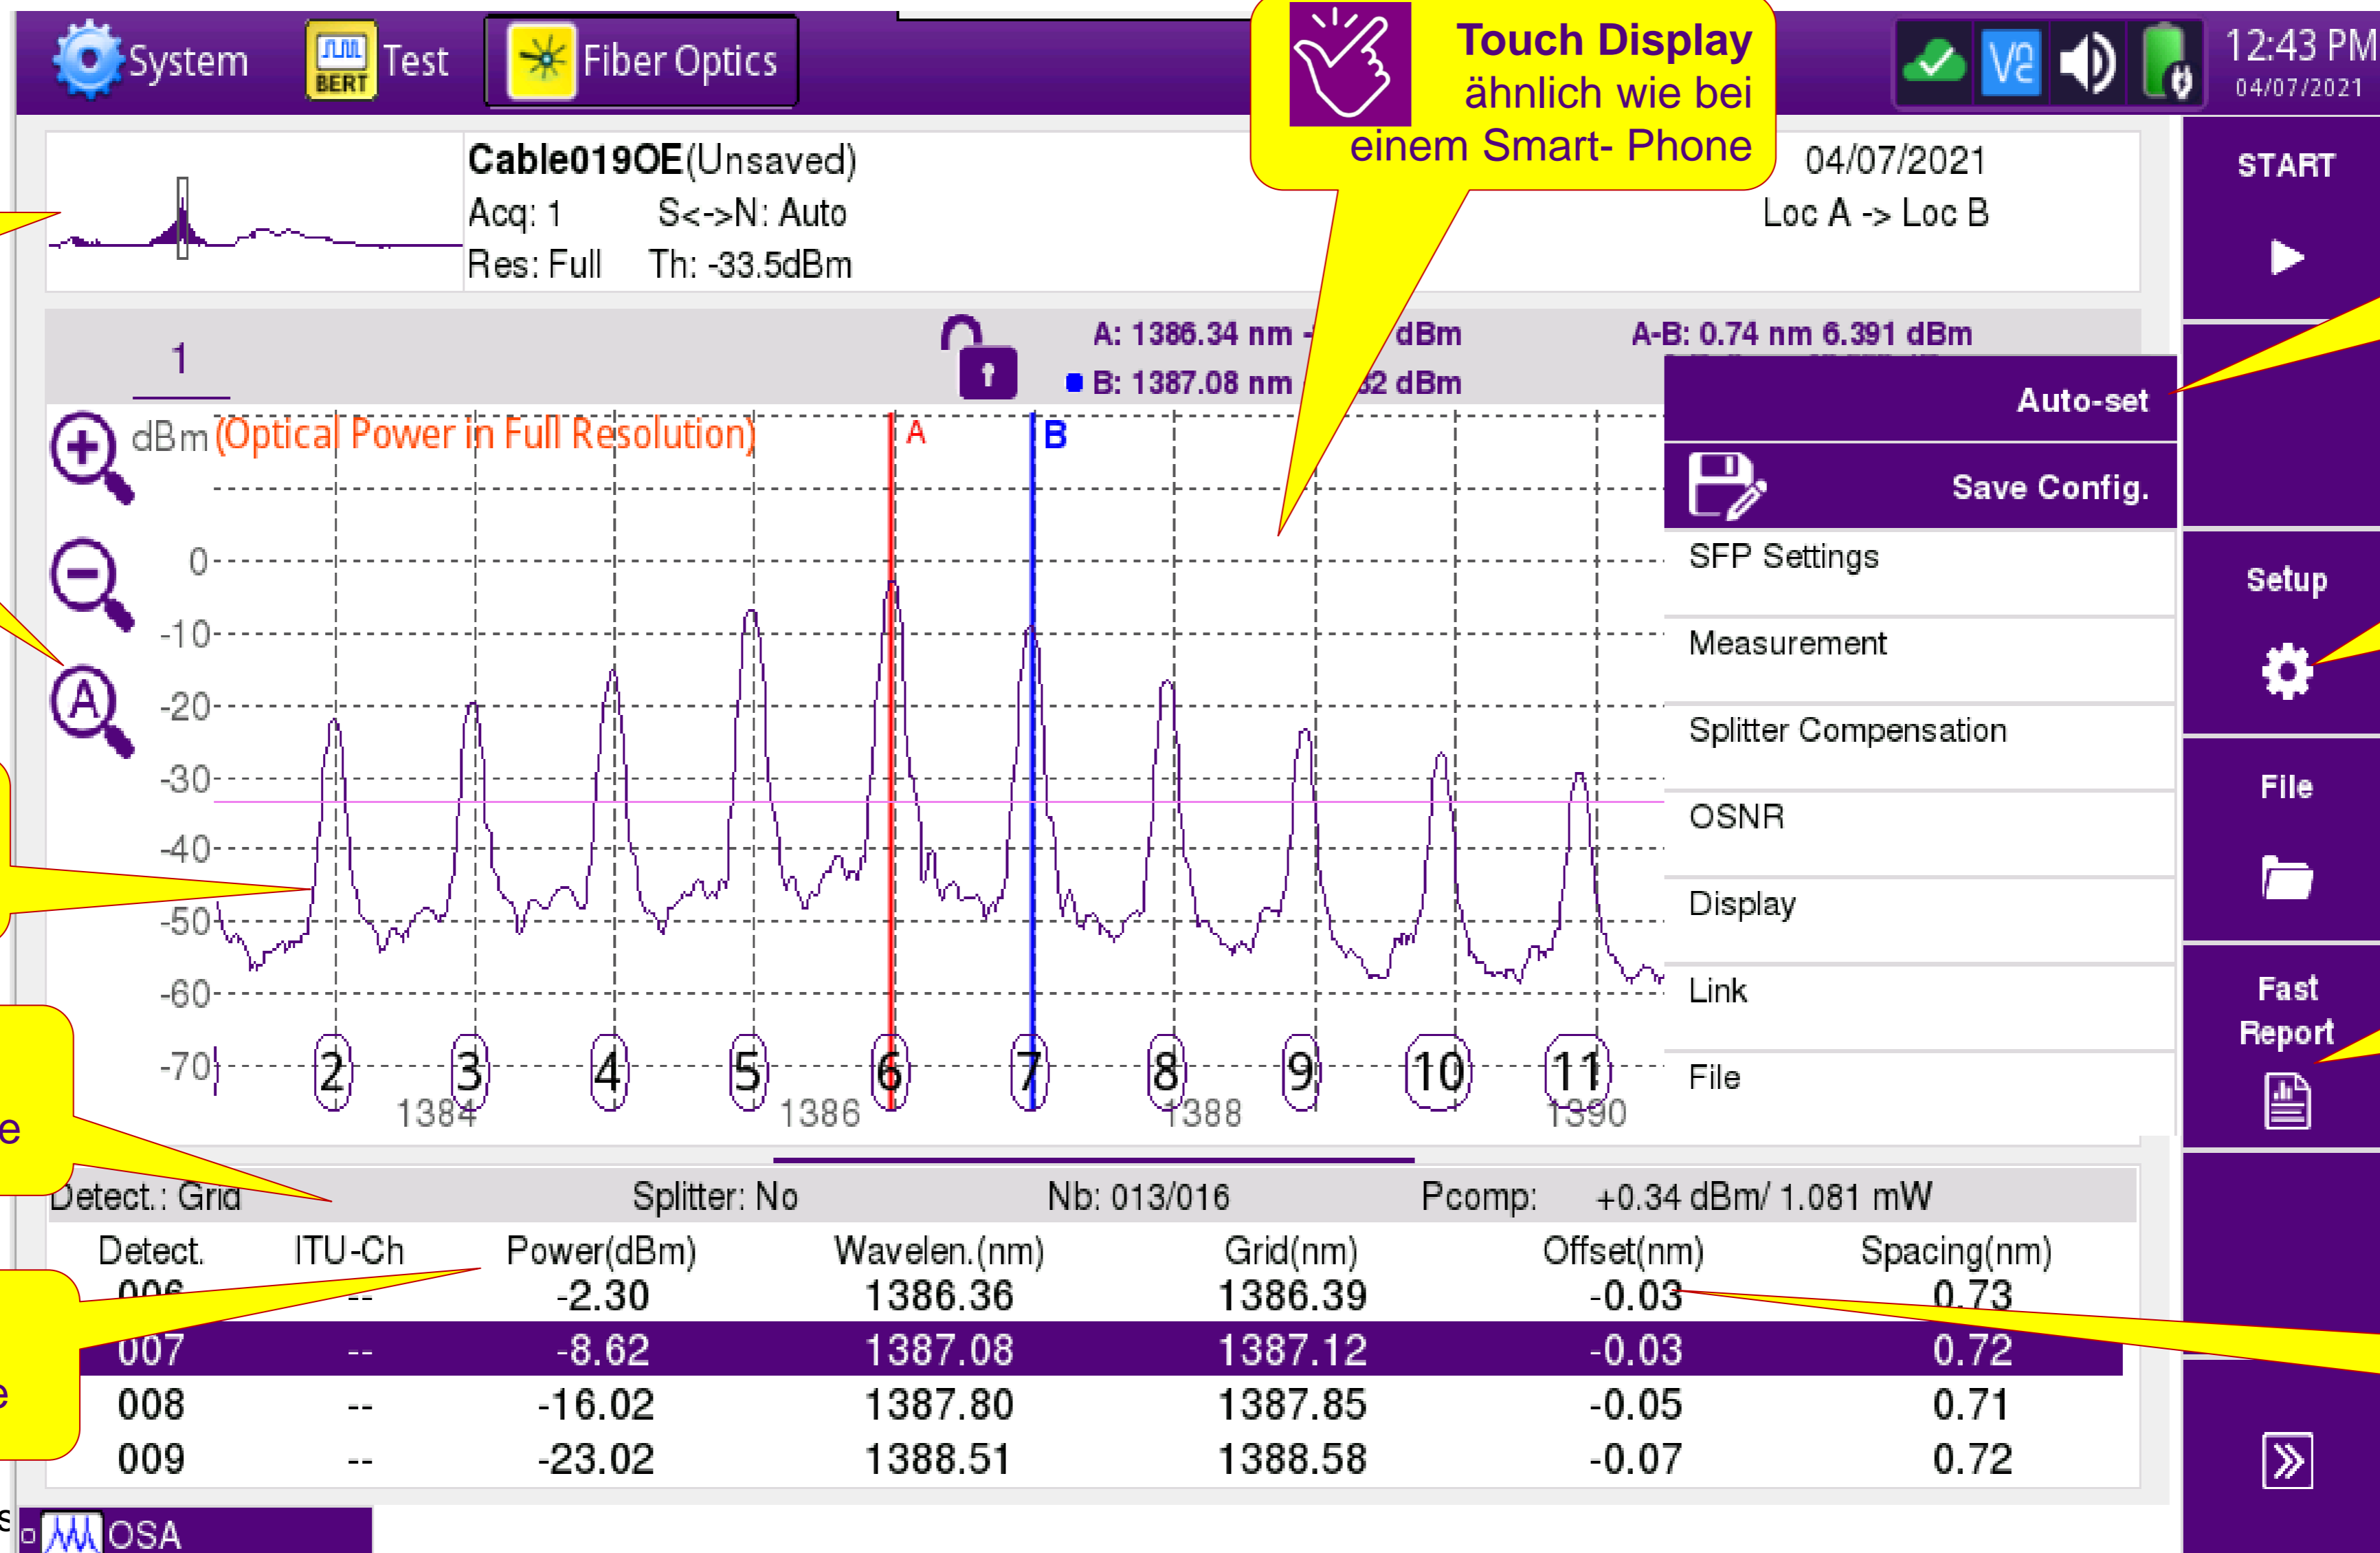 System
BERT
Test
Fiber Optics
Touch Display
ähnlich wie bei
einem Smart- Phone
12:43 PM
04/07/2021
Cable019OE(Unsaved)
Acq: 1 S<->N: Auto
Res: Full Th: -33.5dBm
04/07/2021
Loc A -> Loc B
START
1
A: 1386.34 nm dBm
B: 1387.08 nm 32 dBm
A-B: 0.74 nm 6.391 dBm
Auto-set
Save Config.
SFP Settings
Measurement
Splitter Compensation
OSNR
Display
Link
File
Setup
File
Fast
Report
dBm (Optical Power in Full Resolution)
A
B
A
0
-10
-20
-30
-40
-50
-60
-70
2 3 4 5 6 7 8 9 10 11
1384 1386 1388 1390
Detect.: Grid Splitter: No Nb: 013/016 Pcomp: +0.34 dBm/ 1.081 mW
Detect. ITU-Ch Power(dBm) Wavelen.(nm) Grid(nm) Offset(nm) Spacing(nm)
006 -- -2.30 1386.36 1386.39 -0.03 0.73
007 -- -8.62 1387.08 1387.12 -0.03 0.72
008 -- -16.02 1387.80 1387.85 -0.05 0.71
009 -- -23.02 1388.51 1388.58 -0.07 0.72
OSA